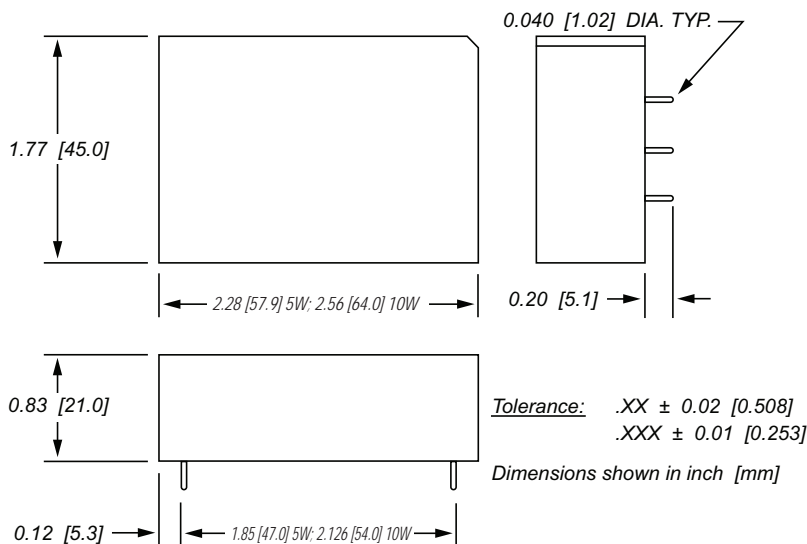 0.040 [1.02] DIA. TYP.
1.77 [45.0]
2.28 [57.9] 5W; 2.56 [64.0] 10W
0.20 [5.1]
0.83 [21.0]
Tolerance: .XX ± 0.02 [0.508]
.XXX ± 0.01 [0.253]
Dimensions shown in inch [mm]
0.12 [5.3]
1.85 [47.0] 5W; 2.126 [54.0] 10W